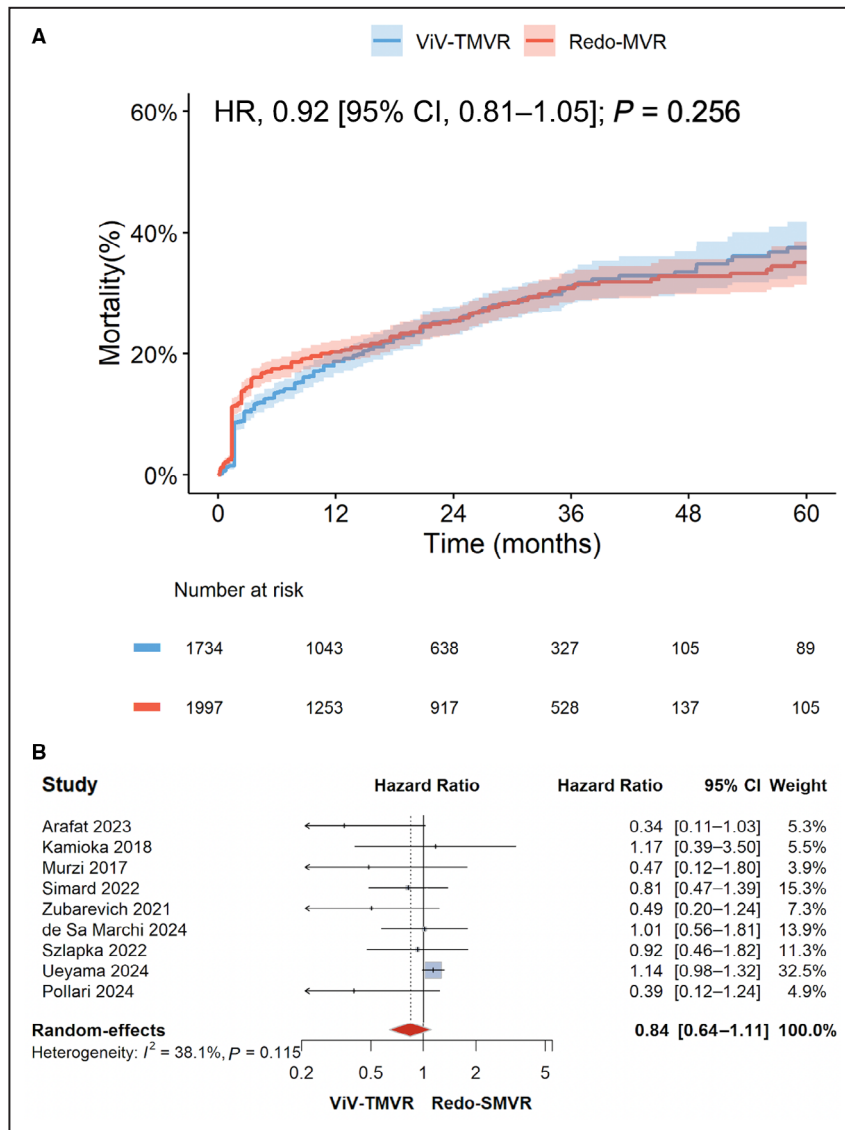 A
ViV-TMVR Redo-MVR
HR, 0.92 [95% CI, 0.81–1.05]; P = 0.256
Mortality(%)
60%
40%
20%
0%
0 12 24 36 48 60
Time (months)
Number at risk
1734 1043 638 327 105 89
1997 1253 917 528 137 105
B
Study Hazard Ratio Hazard Ratio 95% CI Weight
Arafat 2023 0.34 [0.11–1.03] 5.3%
Kamioka 2018 1.17 [0.39–3.50] 5.5%
Murzi 2017 0.47 [0.12–1.80] 3.9%
Simard 2022 0.81 [0.47–1.39] 15.3%
Zubarevich 2021 0.49 [0.20–1.24] 7.3%
de Sa Marchi 2024 1.01 [0.56–1.81] 13.9%
Szlapka 2022 0.92 [0.46–1.82] 11.3%
Ueyama 2024 1.14 [0.98–1.32] 32.5%
Pollari 2024 0.39 [0.12–1.24] 4.9%
Random-effects 0.84 [0.64–1.11] 100.0%
Heterogeneity: I² = 38.1%, P = 0.115
0.2 0.5 1 2 5
ViV-TMVR Redo-SMVR